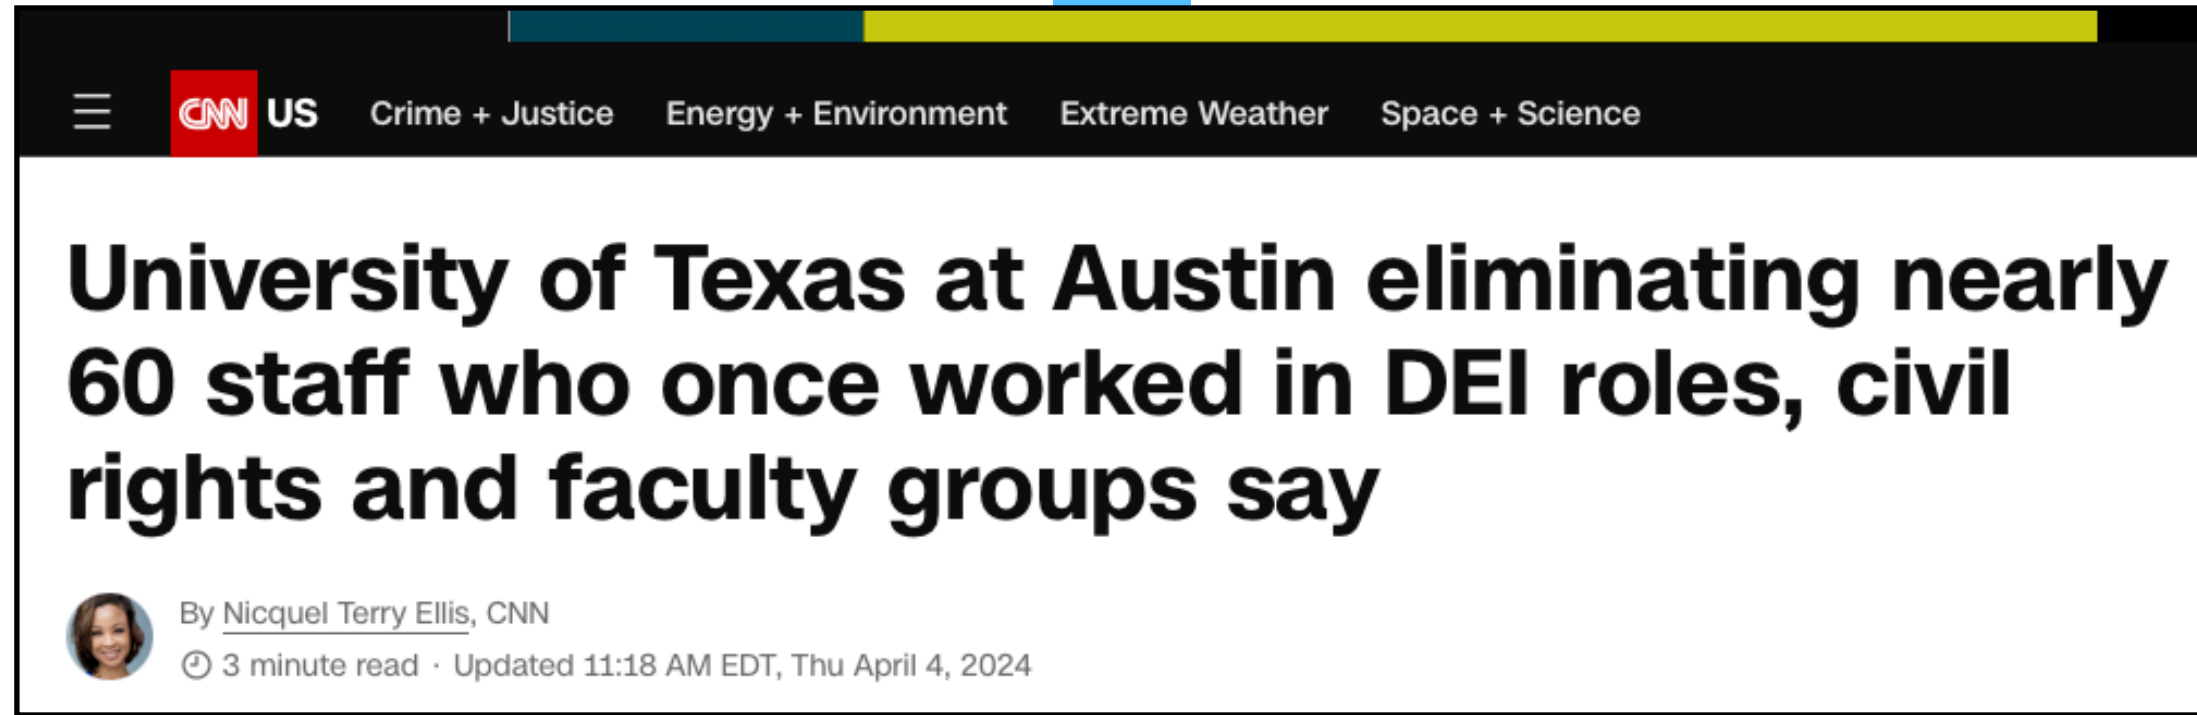 CNN US Crime + Justice Energy + Environment Extreme Weather Space + Science
University of Texas at Austin eliminating nearly
60 staff who once worked in DEI roles, civil
rights and faculty groups say
By Nicquel Terry Ellis, CNN
3 minute read · Updated 11:18 AM EDT, Thu April 4, 2024